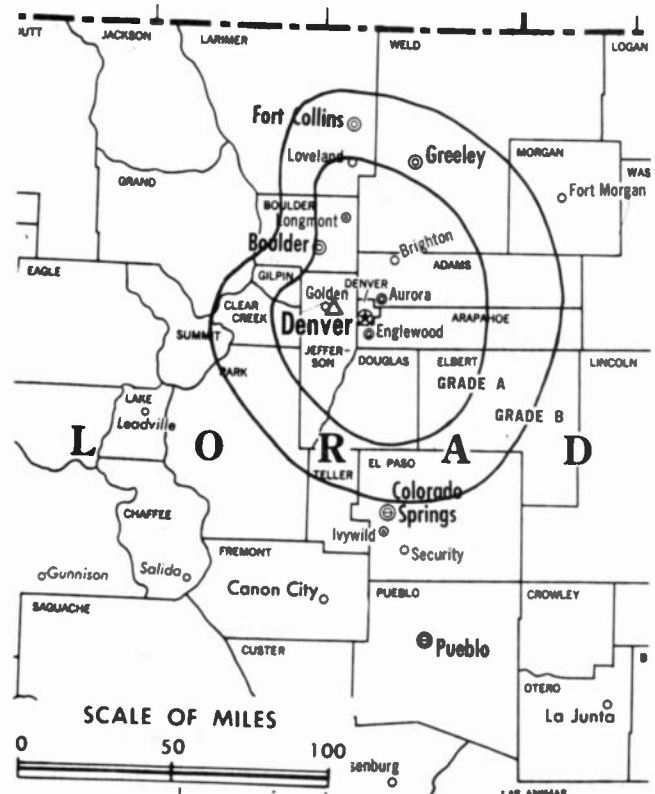 JACKSON
LARIMER
WELD
LOGAN
Fort Collins
Loveland
Greeley
MORGAN
Fort Morgan
GRAND
BOULDER
Longmont
Boulder
Brighton
ADAMS
EAGLE
GILPIN
DENVER
Golden
Aurora
CLEAR
CREEK
Denver
ARAPAHOE
SUMMIT
Englewood
JEFFER-
SON
DOUGLAS
ELBERT
LINCOLN
PARK
GRADE A
GRADE B
LAKE
Leadville
L O R A D
TELLER
EL PASO
Colorado
Springs
CHAFFEE
Ivywild
Security
FREMONT
Gunnison
Salida
Canon City
PUEBLO
CROWLEY
SAGUACHE
CUSTER
Pueblo
OTERO
La Junta
SCALE OF MILES
0 50 100
senburg